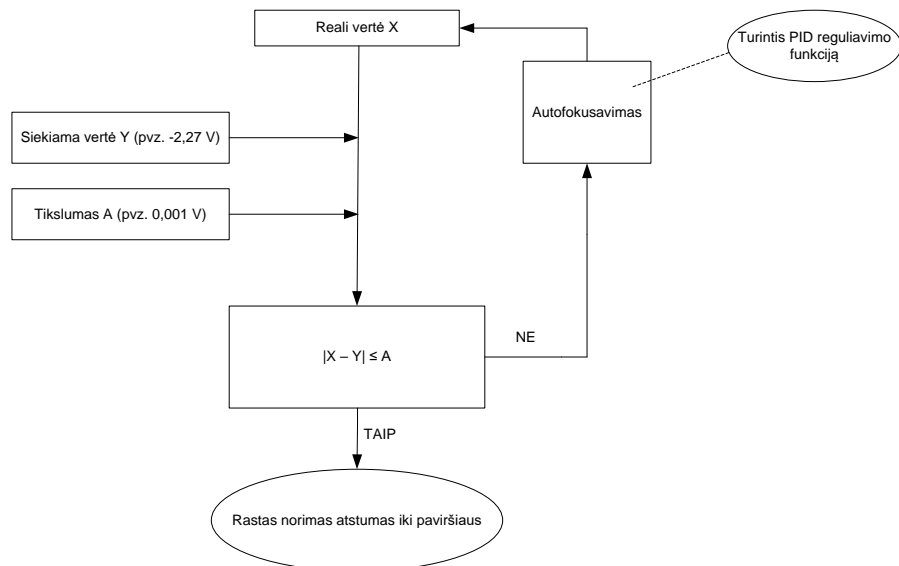 Reali vertė X
Turintis PID reguliavimo
funkciją
Autofokusavimas
Siekiama vertė Y (pvz. -2,27 V)
Tikslumas A (pvz. 0,001 V)
|X – Y| ≤ A
NE
TAIP
Rastas norimas atstumas iki paviršiaus